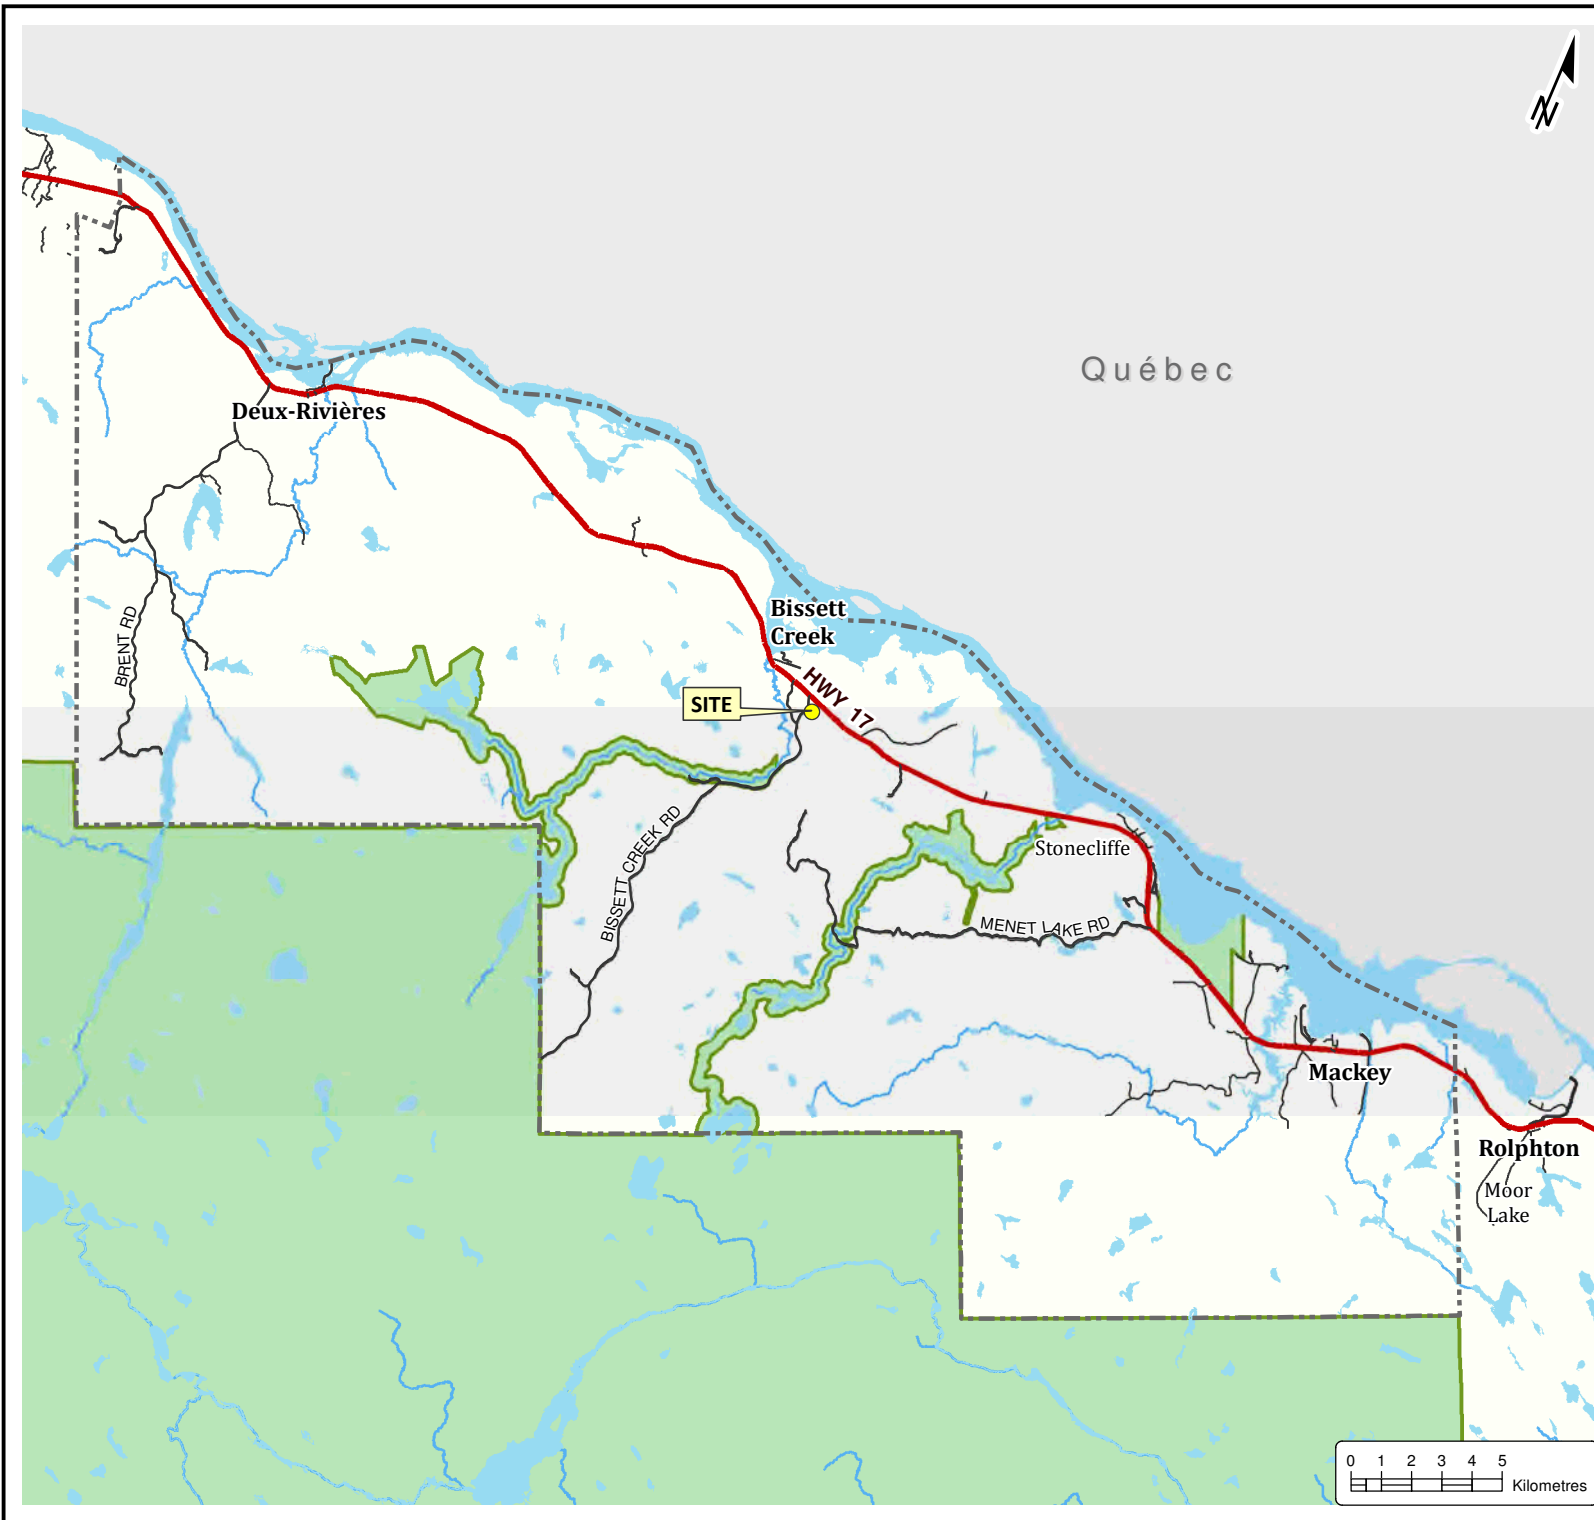 N
Québec
Deux-Rivières
Bissett
Creek
BRENT RD
HWY 17
SITE
BISSETT CREEK RD
Stonecliffe
MENET LAKE RD
Mackey
Rolphton
Moor
Lake
0 1 2 3 4 5
Kilometres